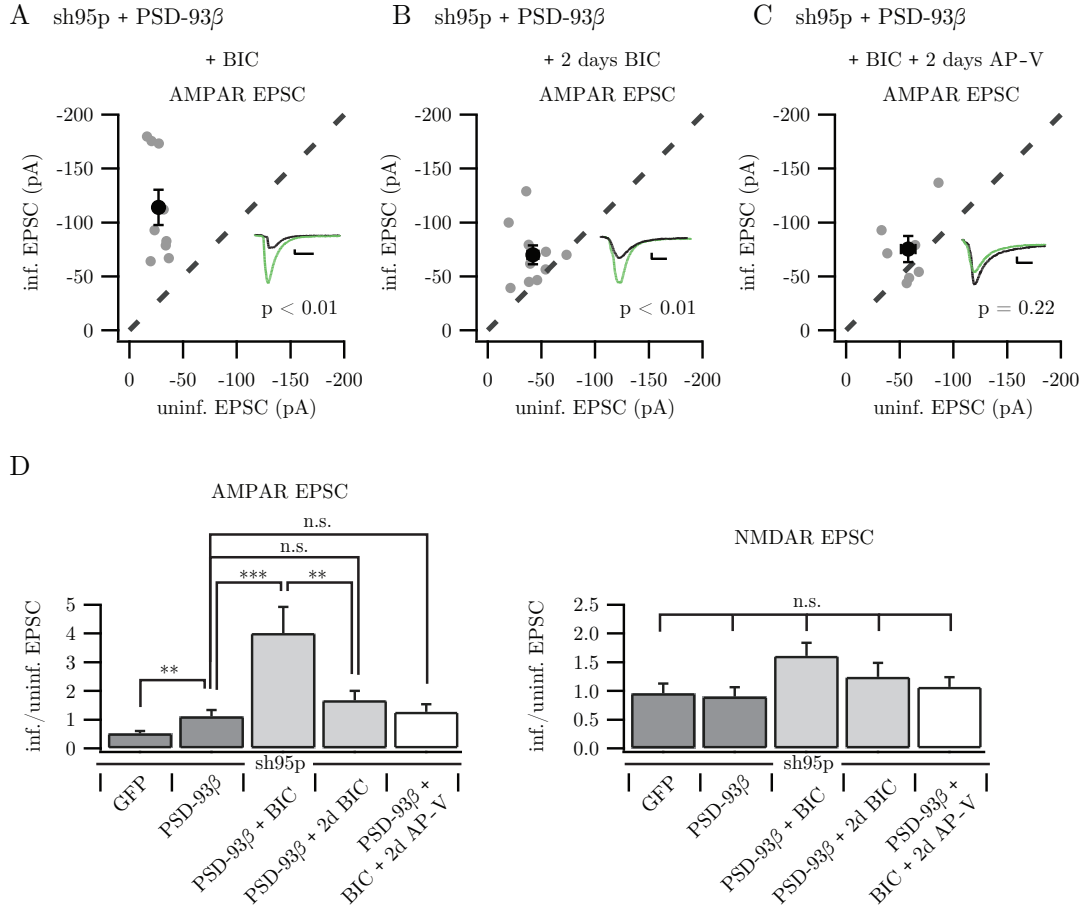 A sh95p + PSD-93β
+ BIC
AMPAR EPSC
-200
-150
-100
-50
0
inf. EPSC (pA)
p < 0.01
0 -50 -100 -150 -200
uninf. EPSC (pA)
B sh95p + PSD-93β
+ 2 days BIC
AMPAR EPSC
-200
-150
-100
-50
0
inf. EPSC (pA)
p < 0.01
0 -50 -100 -150 -200
uninf. EPSC (pA)
C sh95p + PSD-93β
+ BIC + 2 days AP-V
AMPAR EPSC
-200
-150
-100
-50
0
inf. EPSC (pA)
p = 0.22
0 -50 -100 -150 -200
uninf. EPSC (pA)
D
AMPAR EPSC
n.s.
n.s.
*** **
**
5
4
3
2
1
0
inf./uninf. EPSC
sh95p
GFP
PSD-93β
PSD-93β + BIC
PSD-93β + 2d BIC
PSD-93β +
BIC + 2d AP-V
NMDAR EPSC
n.s.
2.5
2.0
1.5
1.0
0.5
0.0
inf./uninf. EPSC
sh95p
GFP
PSD-93β
PSD-93β + BIC
PSD-93β + 2d BIC
PSD-93β +
BIC + 2d AP-V